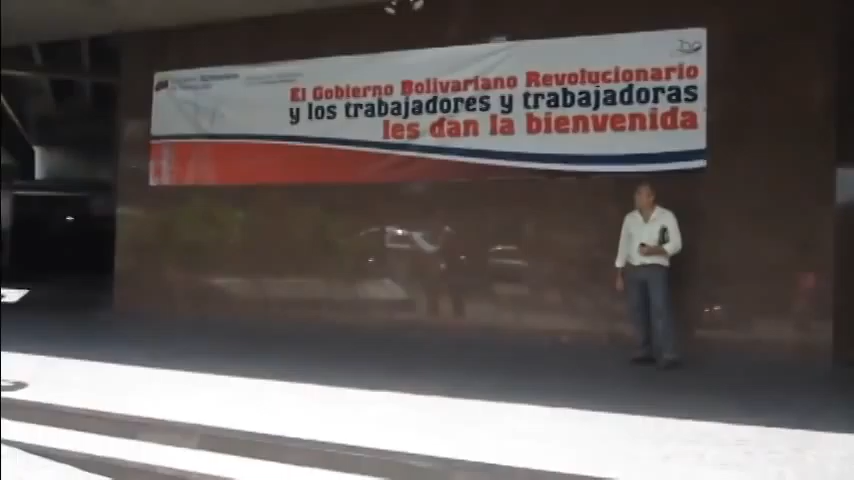 El Gobierno Bolivariano Revolucionario
y los trabajadores y trabajadoras
les dan la bienvenida